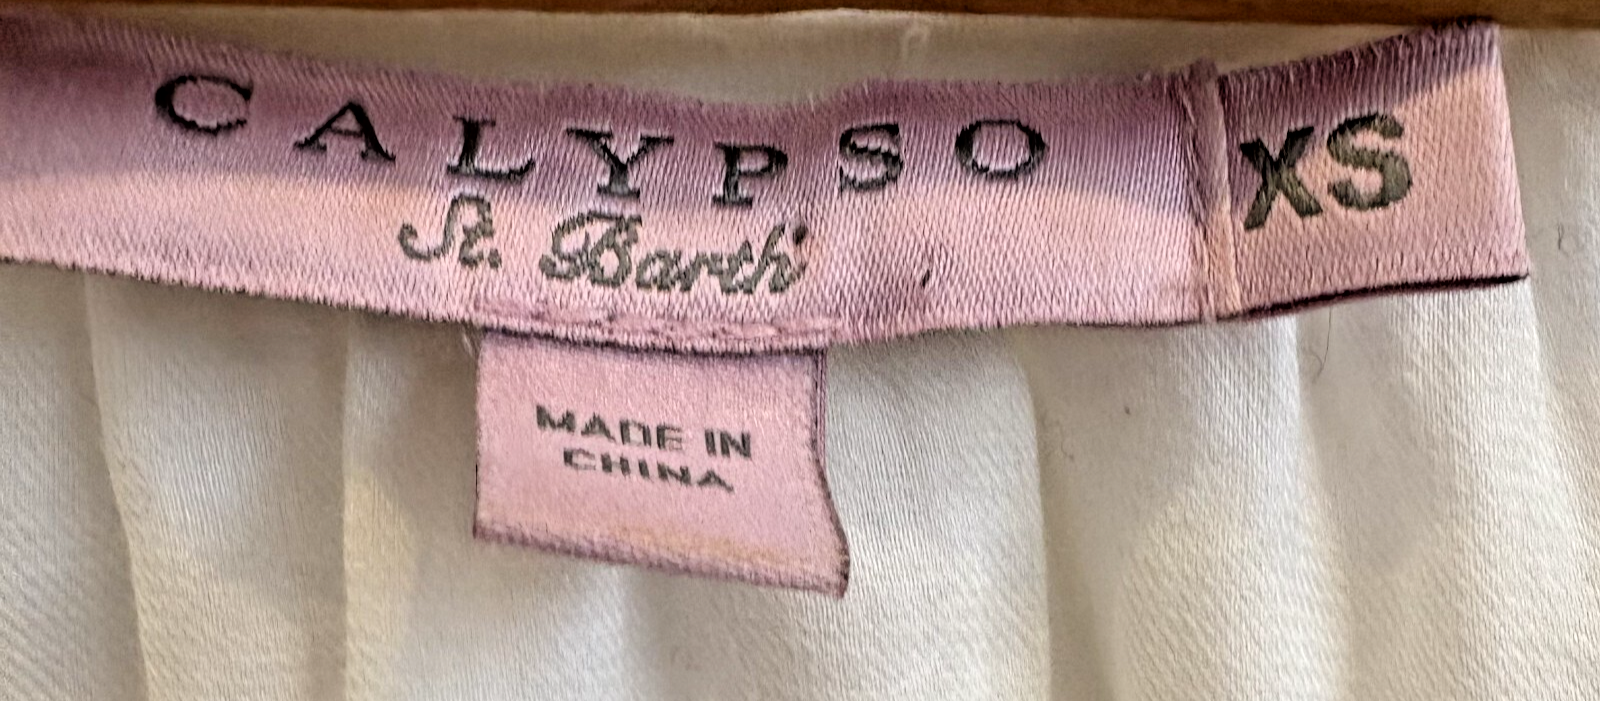 CALYPSO
St. Barth
XS
MADE IN
CHINA